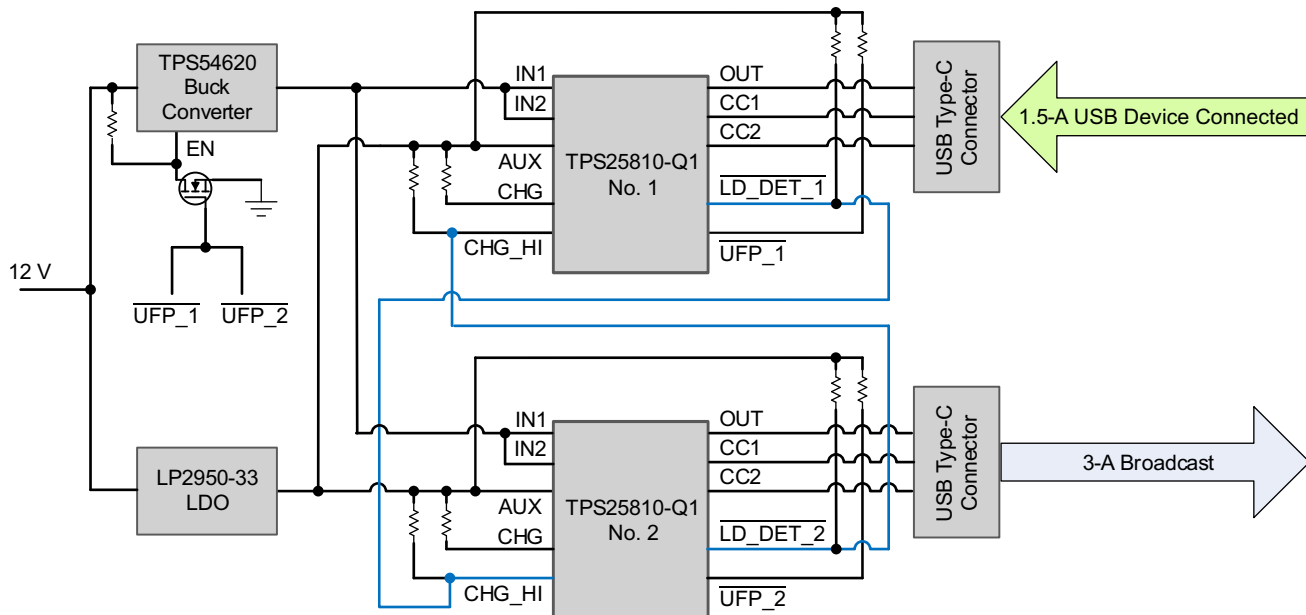 TPS54620
Buck
Converter
EN
12 V
UFP_1
UFP_2
LP2950-33
LDO
IN1
IN2
AUX
CHG
CHG_HI
TPS25810-Q1
No. 1
OUT
CC1
CC2
LD_DET_1
UFP_1
USB Type-C
Connector
1.5-A USB Device Connected
IN1
IN2
AUX
CHG
CHG_HI
TPS25810-Q1
No. 2
OUT
CC1
CC2
LD_DET_2
UFP_2
USB Type-C
Connector
3-A Broadcast